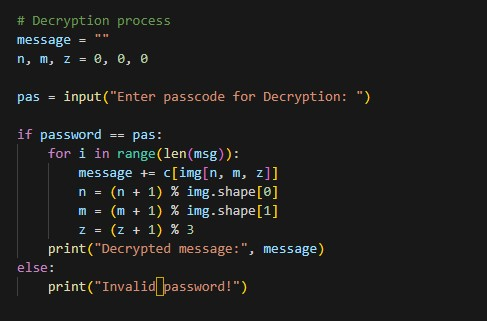 # Decryption process
message = ""
n, m, z = 0, 0, 0
pas = input("Enter passcode for Decryption: ")
if password == pas:
    for i in range(len(msg)):
        message += c[img[n, m, z]]
        n = (n + 1) % img.shape[0]
        m = (m + 1) % img.shape[1]
        z = (z + 1) % 3
    print("Decrypted message:", message)
else:
    print("Invalid password!")